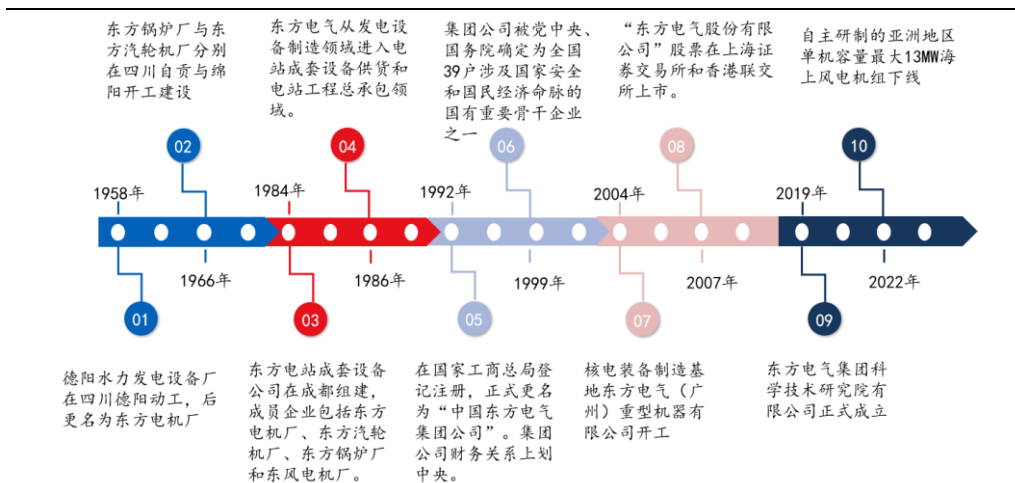 东方锅炉厂与东
方汽轮机厂分别
在四川自贡与绵
阳开工建设
东方电气从发电设
备制造领域进入电
站成套设备供货和
电站工程总承包领
域。
集团公司被党中央、
国务院确定为全国
39户涉及国家安全
和国民经济命脉的
国有重要骨干企业
之一
“东方电气股份有限
公司”股票在上海证
券交易所和香港联交
所上市。
自主研制的亚洲地区
单机容量最大13MW海
上风电机组下线
02
04
06
08
10
1958年
1984年
1992年
2004年
2019年
1966年
1986年
1999年
2007年
2022年
01
03
05
07
09
德阳水力发电设备厂
在四川德阳动工，后
更名为东方电机厂
东方电站成套设备
公司在成都组建，
成员企业包括东方
电机厂、东方汽轮
机厂、东方锅炉厂
和东风电机厂。
在国家工商总局登
记注册，正式更名
为“中国东方电气
集团公司”。集团
公司财务关系上划
中央。
核电装备制造基
地东方电气（广
州）重型机器有
限公司开工
东方电气集团科
学技术研究院有
限公司正式成立